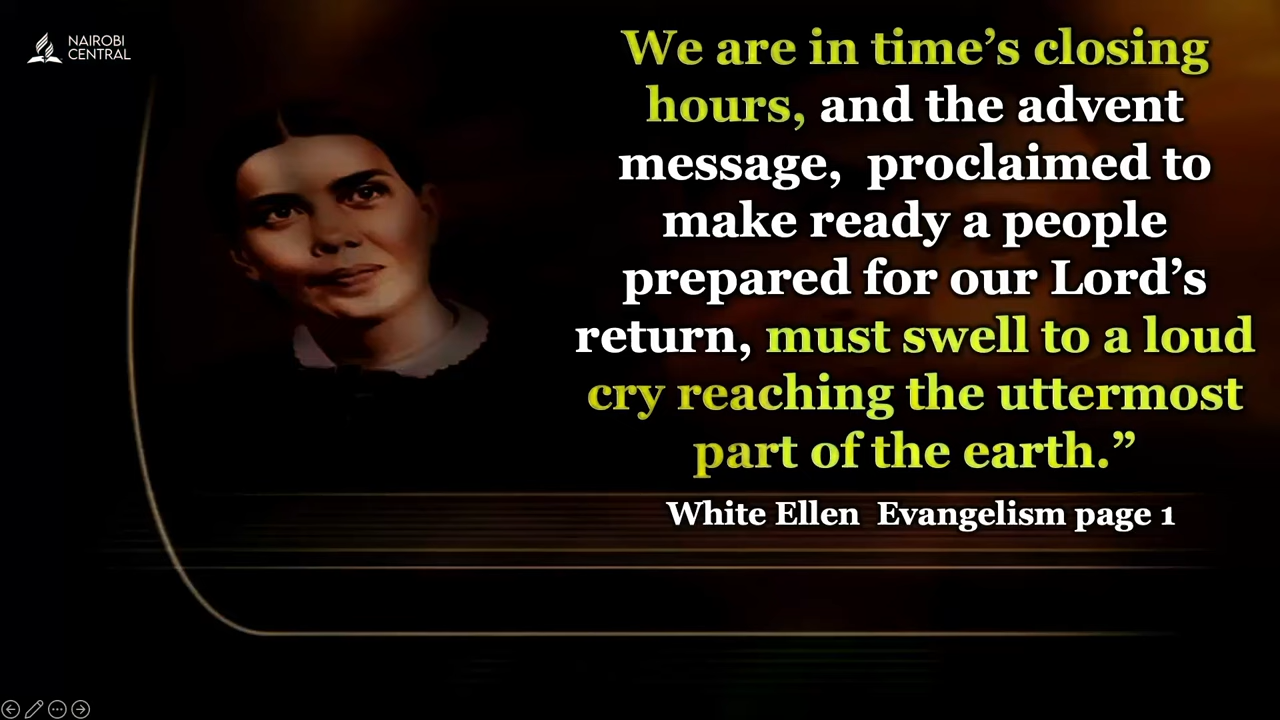 NAIROBI
CENTRAL
We are in time’s closing
hours, and the advent
message,  proclaimed to
make ready a people
prepared for our Lord’s
return, must swell to a loud
cry reaching the uttermost
part of the earth.”
White Ellen  Evangelism page 1